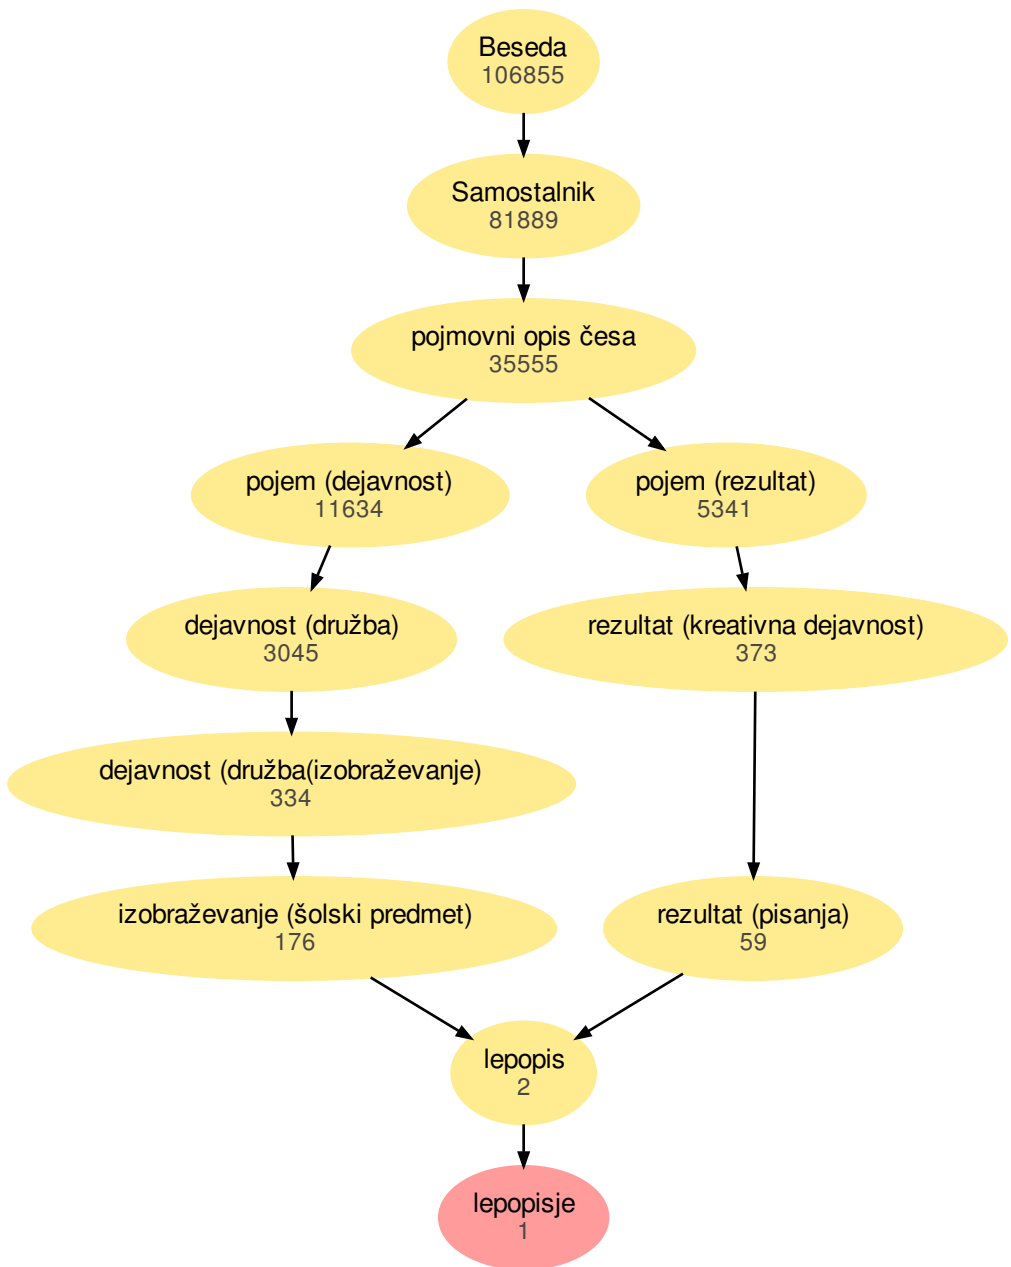 Beseda
106855
Samostalnik
81889
pojmovni opis česa
35555
pojem (dejavnost)
11634
pojem (rezultat)
5341
dejavnost (družba)
3045
rezultat (kreativna dejavnost)
373
dejavnost (družba(izobraževanje)
334
izobraževanje (šolski predmet)
176
rezultat (pisanja)
59
lepopis
2
lepopisje
1